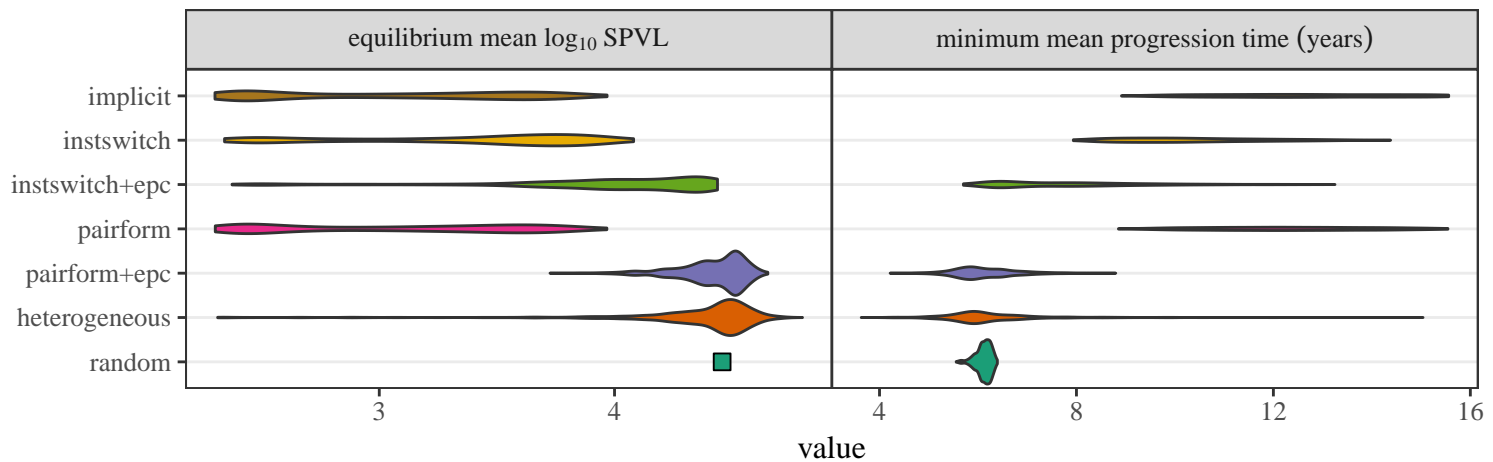 equilibrium mean log₁₀ SPVL
minimum mean progression time (years)
implicit
instswitch
instswitch+epc
pairform
pairform+epc
heterogeneous
random
3 4 4 8 12 16
value